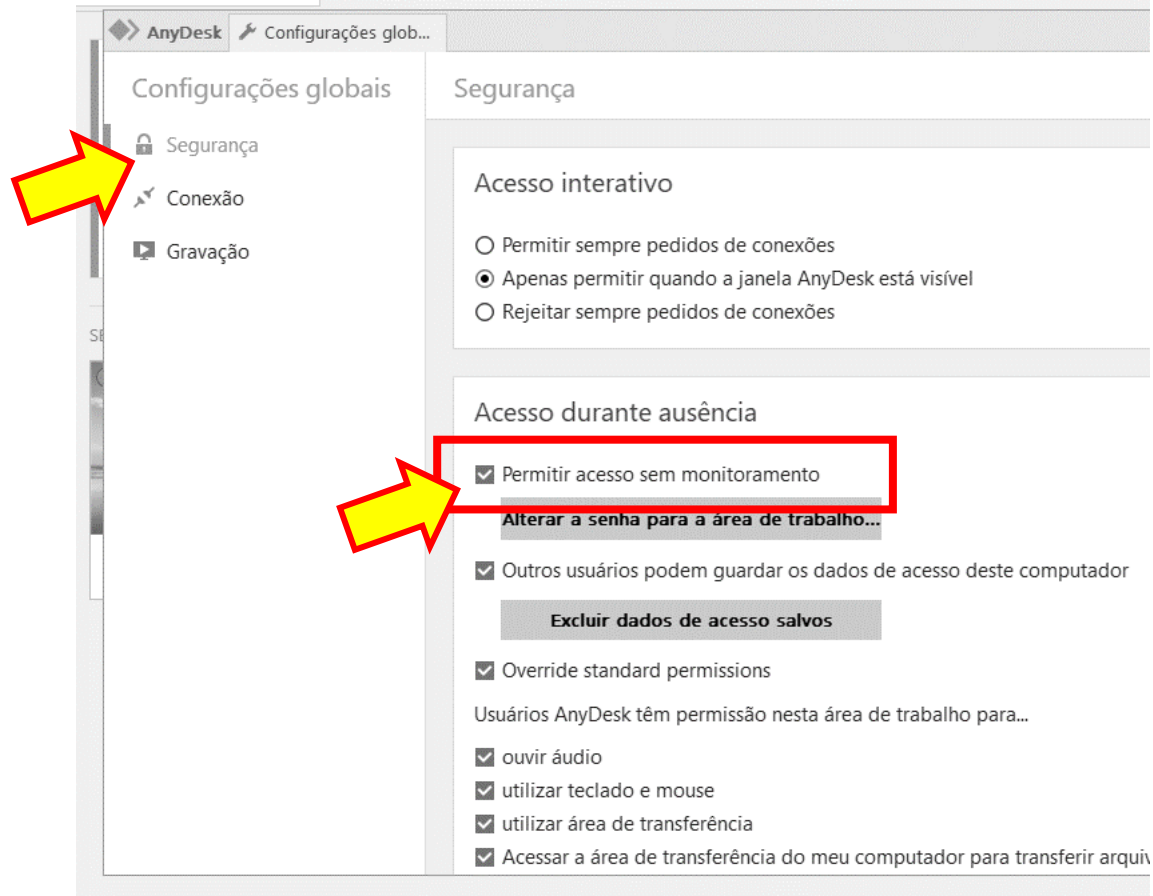 AnyDesk
Configurações glob...
Configurações globais
Segurança
Conexão
Gravação
Segurança
Acesso interativo
Permitir sempre pedidos de conexões
Apenas permitir quando a janela AnyDesk está visível
Rejeitar sempre pedidos de conexões
Acesso durante ausência
Permitir acesso sem monitoramento
Alterar a senha para a área de trabalho...
Outros usuários podem guardar os dados de acesso deste computador
Excluir dados de acesso salvos
Override standard permissions
Usuários AnyDesk têm permissão nesta área de trabalho para...
ouvir áudio
utilizar teclado e mouse
utilizar área de transferência
Acessar a área de transferência do meu computador para transferir